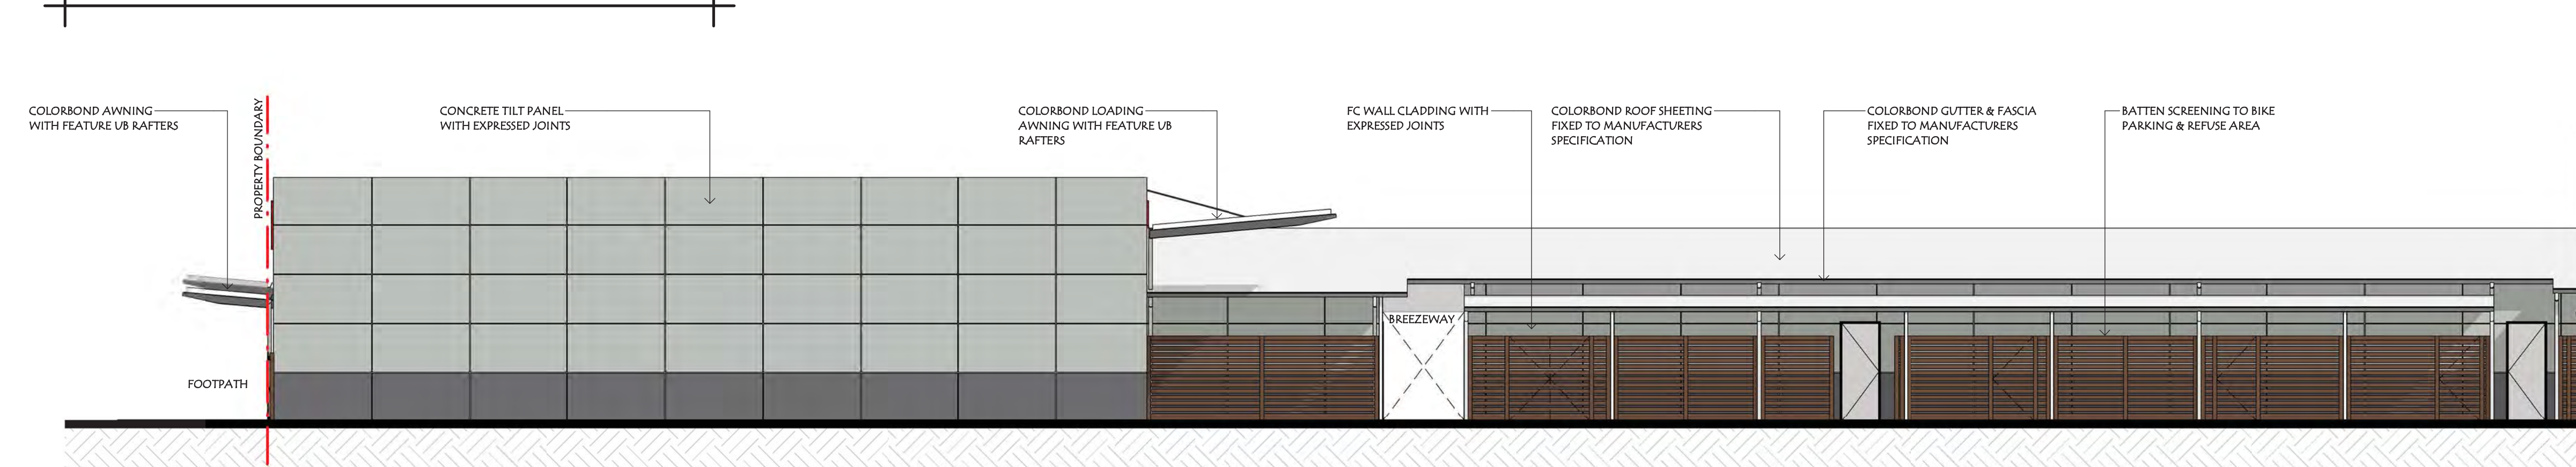 COLORBOND AWNING
WITH FEATURE UB RAFTERS
PROPERTY BOUNDARY
CONCRETE TILT PANEL
WITH EXPRESSED JOINTS
COLORBOND LOADING
AWNING WITH FEATURE UB
RAFTERS
FC WALL CLADDING WITH
EXPRESSED JOINTS
COLORBOND ROOF SHEETING
FIXED TO MANUFACTURERS
SPECIFICATION
COLORBOND GUTTER & FASCIA
FIXED TO MANUFACTURERS
SPECIFICATION
BATTEN SCREENING TO BIKE
PARKING & REFUSE AREA
BREEZEWAY
FOOTPATH